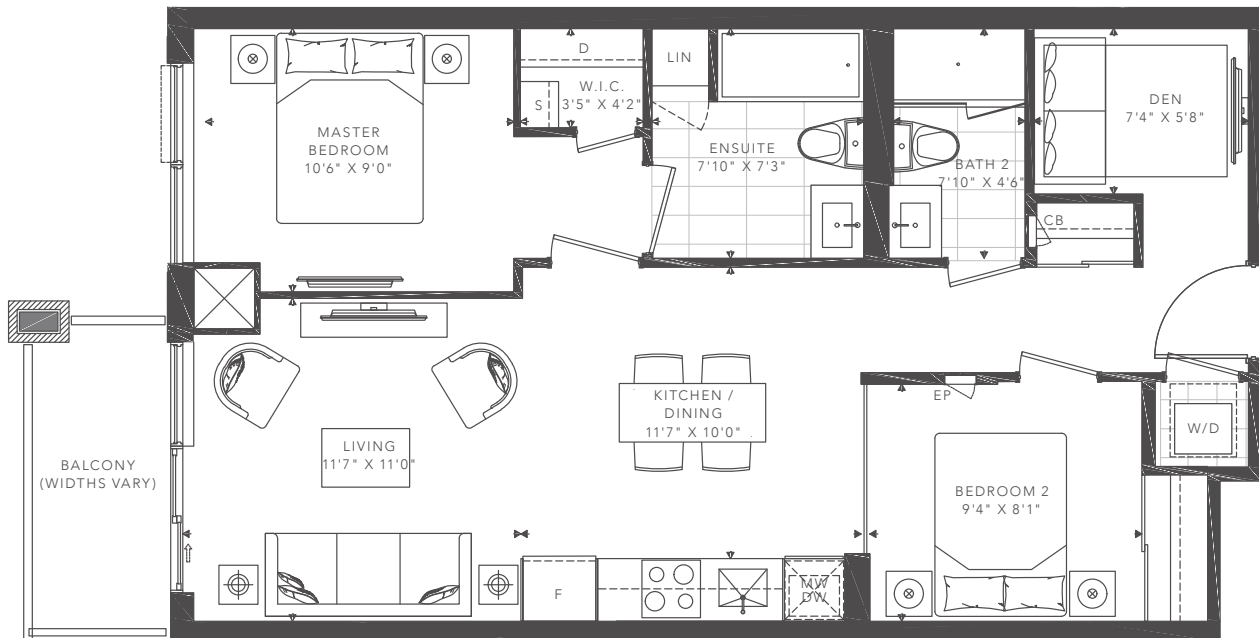 D
LIN
W.I.C.
3'5" X 4'2"
S
MASTER
BEDROOM
10'6" X 9'0"
ENSUITE
7'10" X 7'3"
BATH 2
7'10" X 4'6"
DEN
7'4" X 5'8"
CB
EP
KITCHEN /
DINING
11'7" X 10'0"
LIVING
11'7" X 11'0"
BALCONY
(WIDTHS VARY)
W/D
BEDROOM 2
9'4" X 8'1"
F
MW
DW